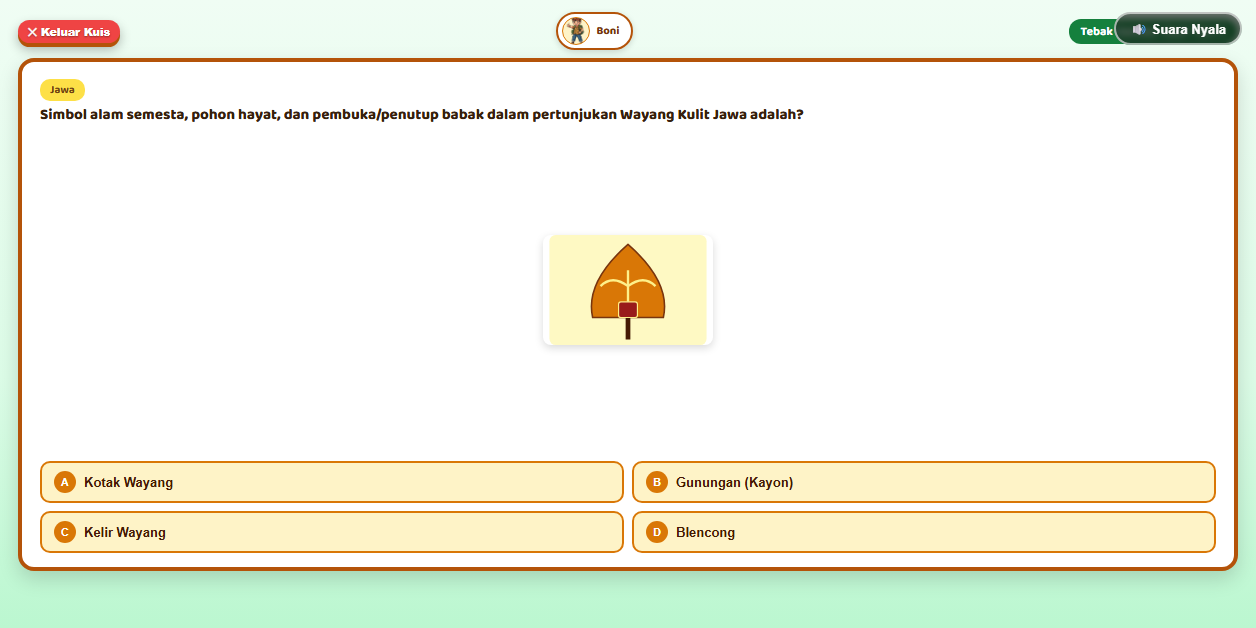 ✕ Keluar Kuis
Boni
Tebak
🔊 Suara Nyala
Jawa
Simbol alam semesta, pohon hayat, dan pembuka/penutup babak dalam pertunjukan Wayang Kulit Jawa adalah?
A Kotak Wayang
B Gunungan (Kayon)
C Kelir Wayang
D Blencong